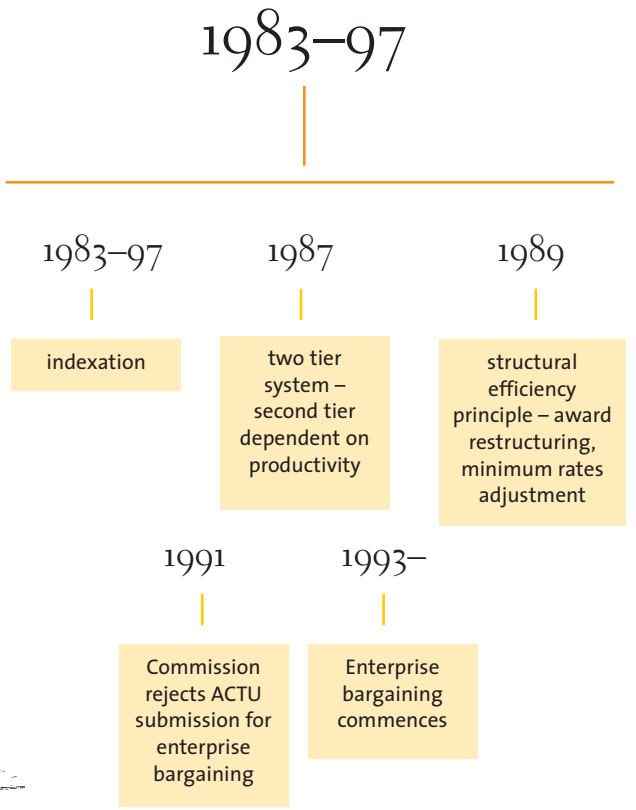 1983–97
1983–97
indexation
1987
two tier
system –
second tier
dependent on
productivity
1989
structural
efficiency
principle – award
restructuring,
minimum rates
adjustment
1991
Commission
rejects ACTU
submission for
enterprise
bargaining
1993–
Enterprise
bargaining
commences